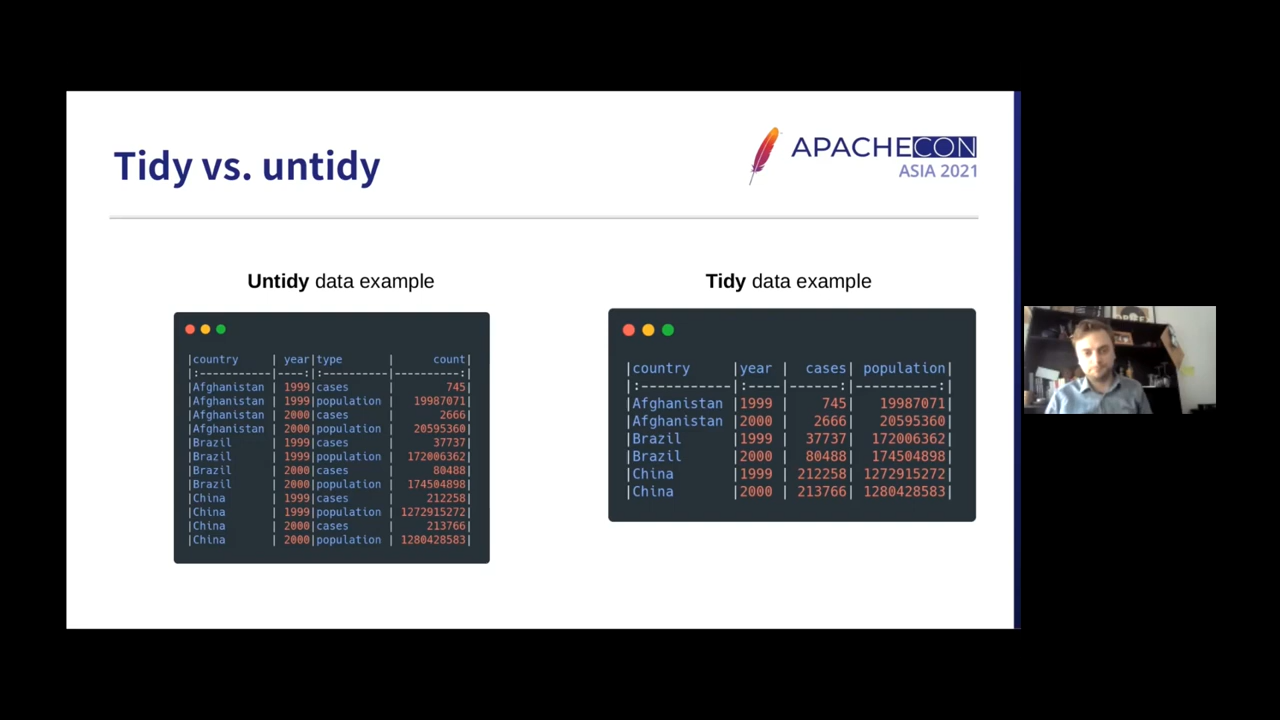 Tidy vs. untidy
APACHECON
ASIA 2021
Untidy data example
|country | year|type | count|
|:-----------|----:|:----------|----------:|
|Afghanistan | 1999|cases | 745|
|Afghanistan | 1999|population | 19987071|
|Afghanistan | 2000|cases | 2666|
|Afghanistan | 2000|population | 20595360|
|Brazil | 1999|cases | 37737|
|Brazil | 1999|population | 172006362|
|Brazil | 2000|cases | 80488|
|Brazil | 2000|population | 174504898|
|China | 1999|cases | 212258|
|China | 1999|population | 1272915272|
|China | 2000|cases | 213766|
|China | 2000|population | 1280428583|
Tidy data example
|country |year | cases| population|
|:-----------|:----|------:|----------:|
|Afghanistan |1999 | 745| 19987071|
|Afghanistan |2000 | 2666| 20595360|
|Brazil |1999 | 37737| 172006362|
|Brazil |2000 | 80488| 174504898|
|China |1999 | 212258| 1272915272|
|China |2000 | 213766| 1280428583|